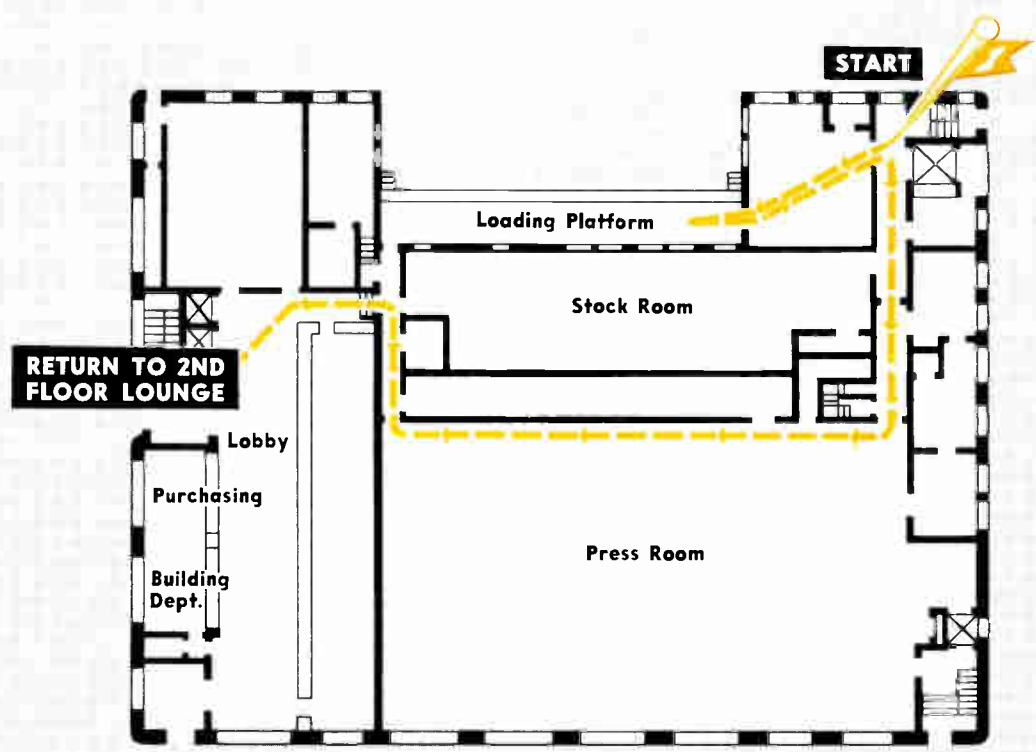 START
Loading Platform
Stock Room
RETURN TO 2ND
FLOOR LOUNGE
Lobby
Purchasing
Press Room
Building
Dept.